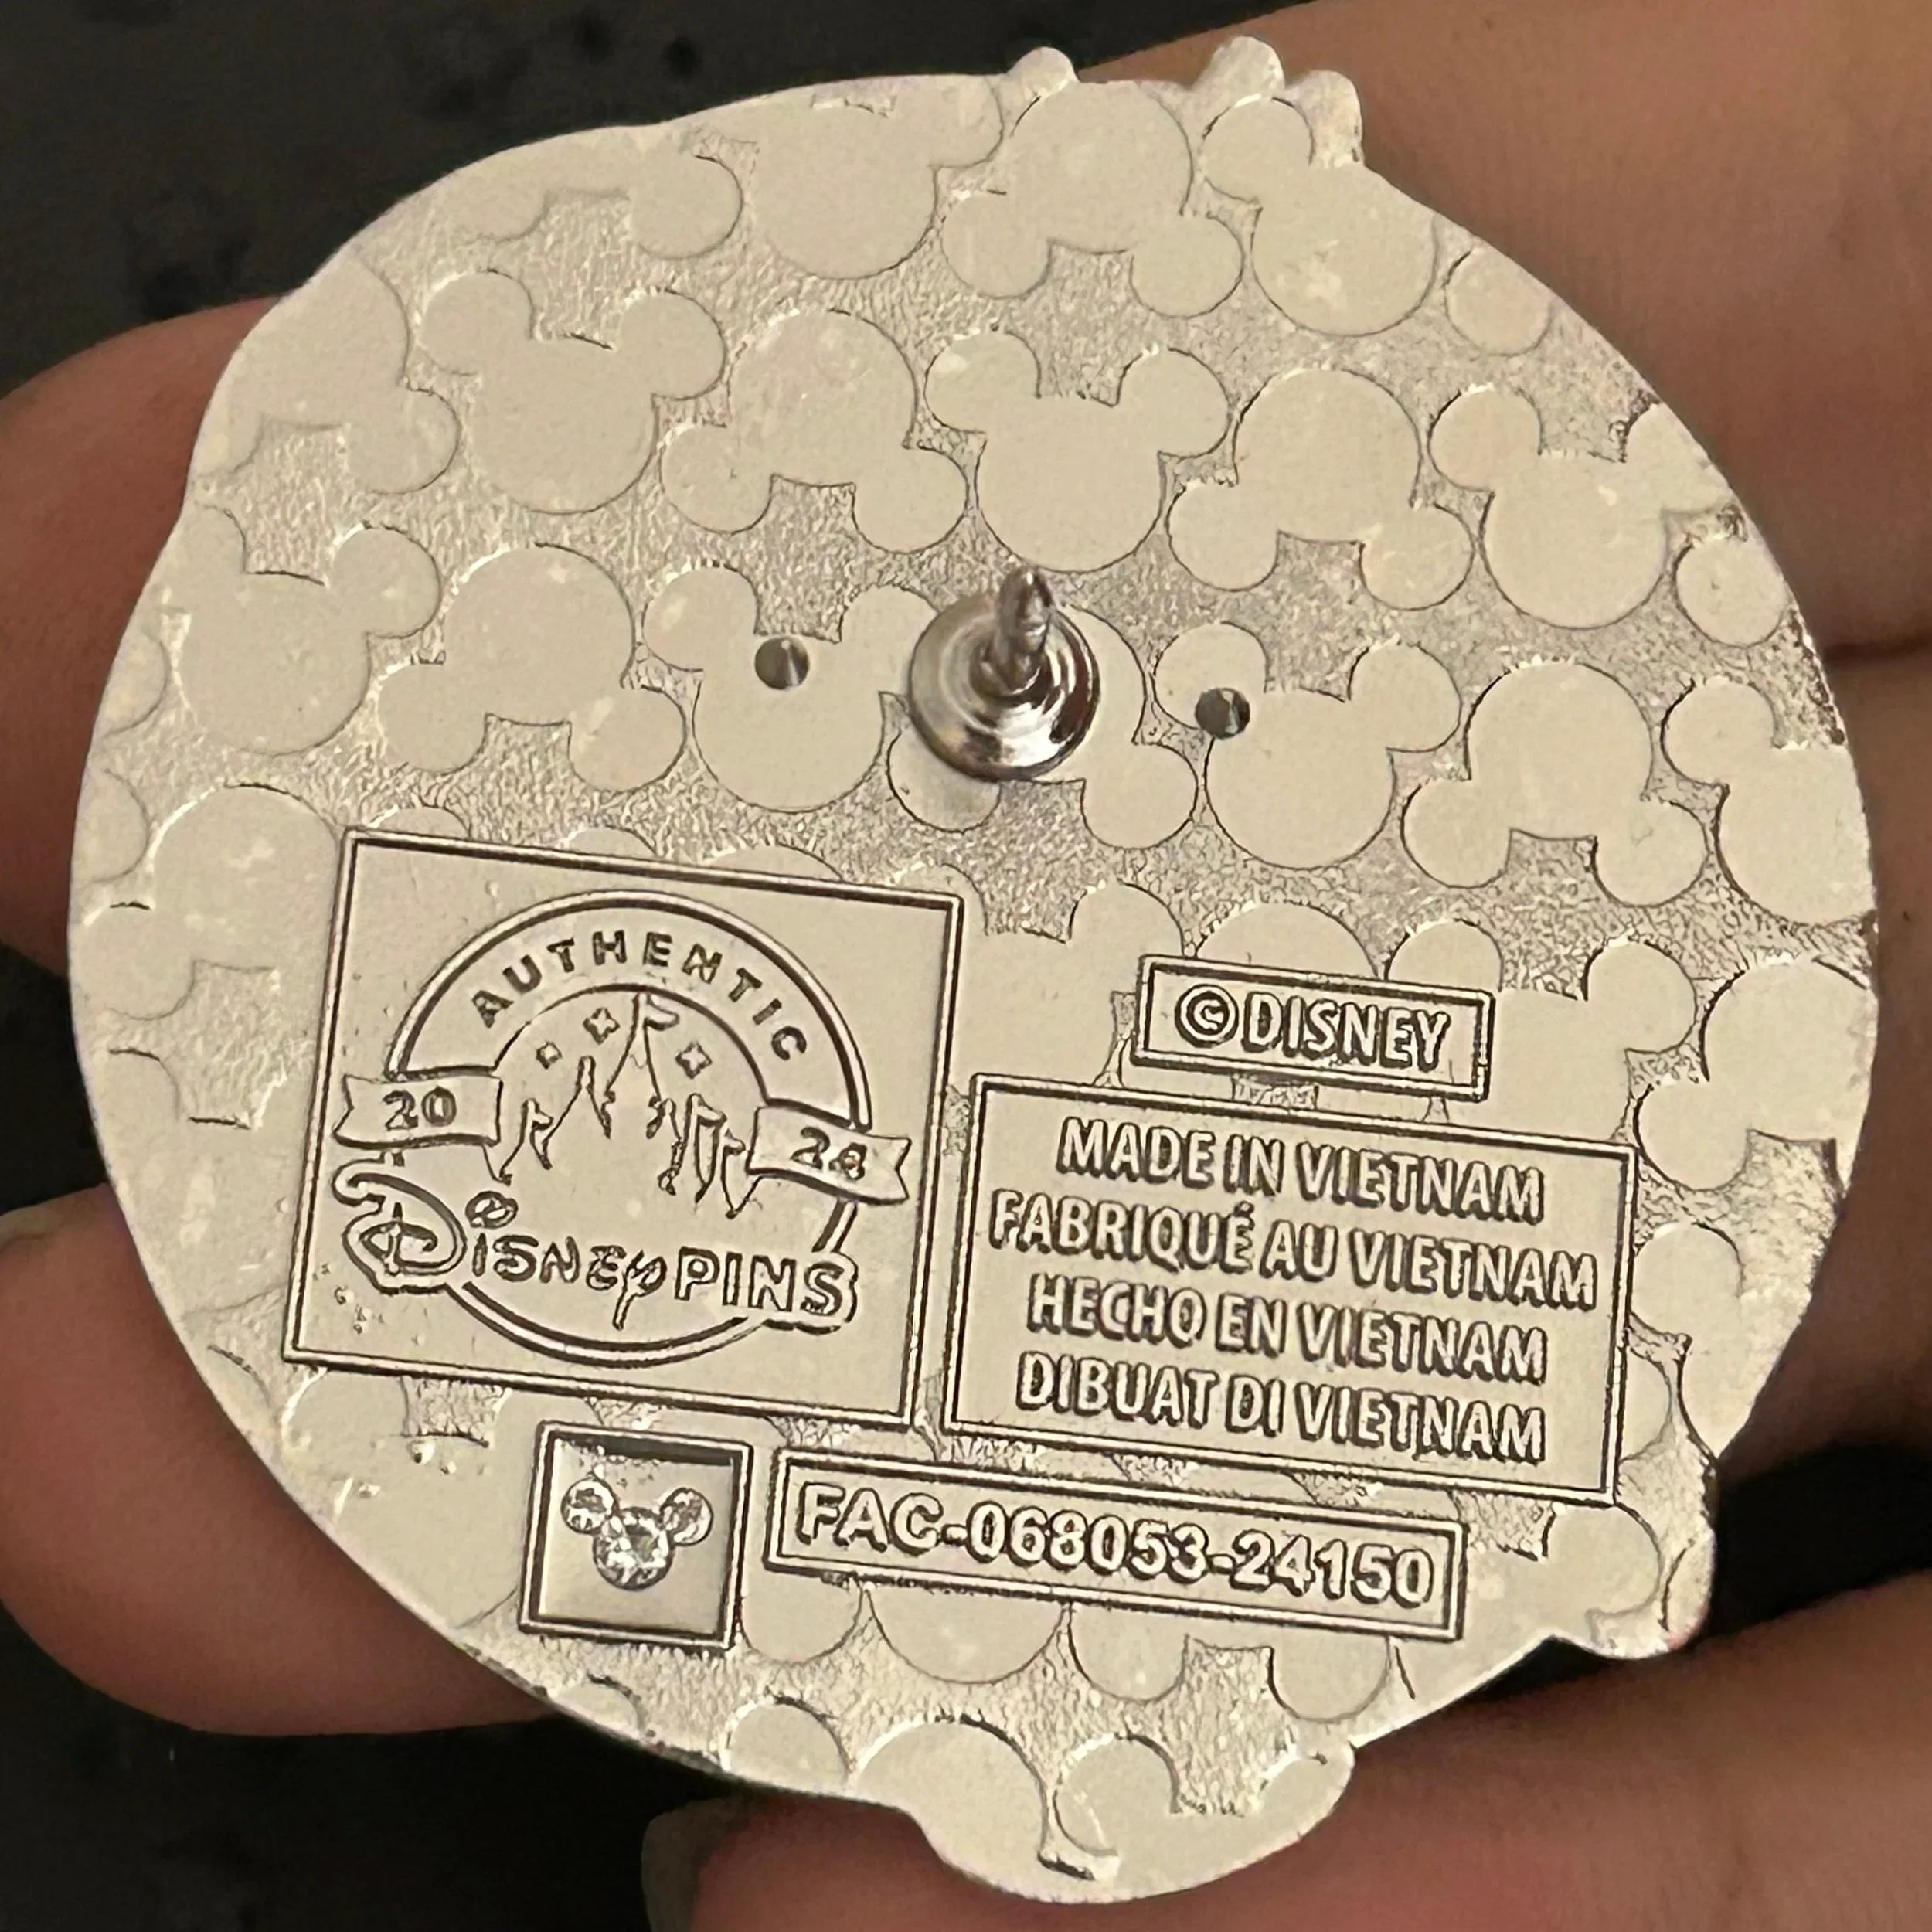 AUTHENTIC
20 24
Disney PINS
©DISNEY
MADE IN VIETNAM
FABRIQUÉ AU VIETNAM
HECHO EN VIETNAM
DIBUAT DI VIETNAM
FAC-068053-24150